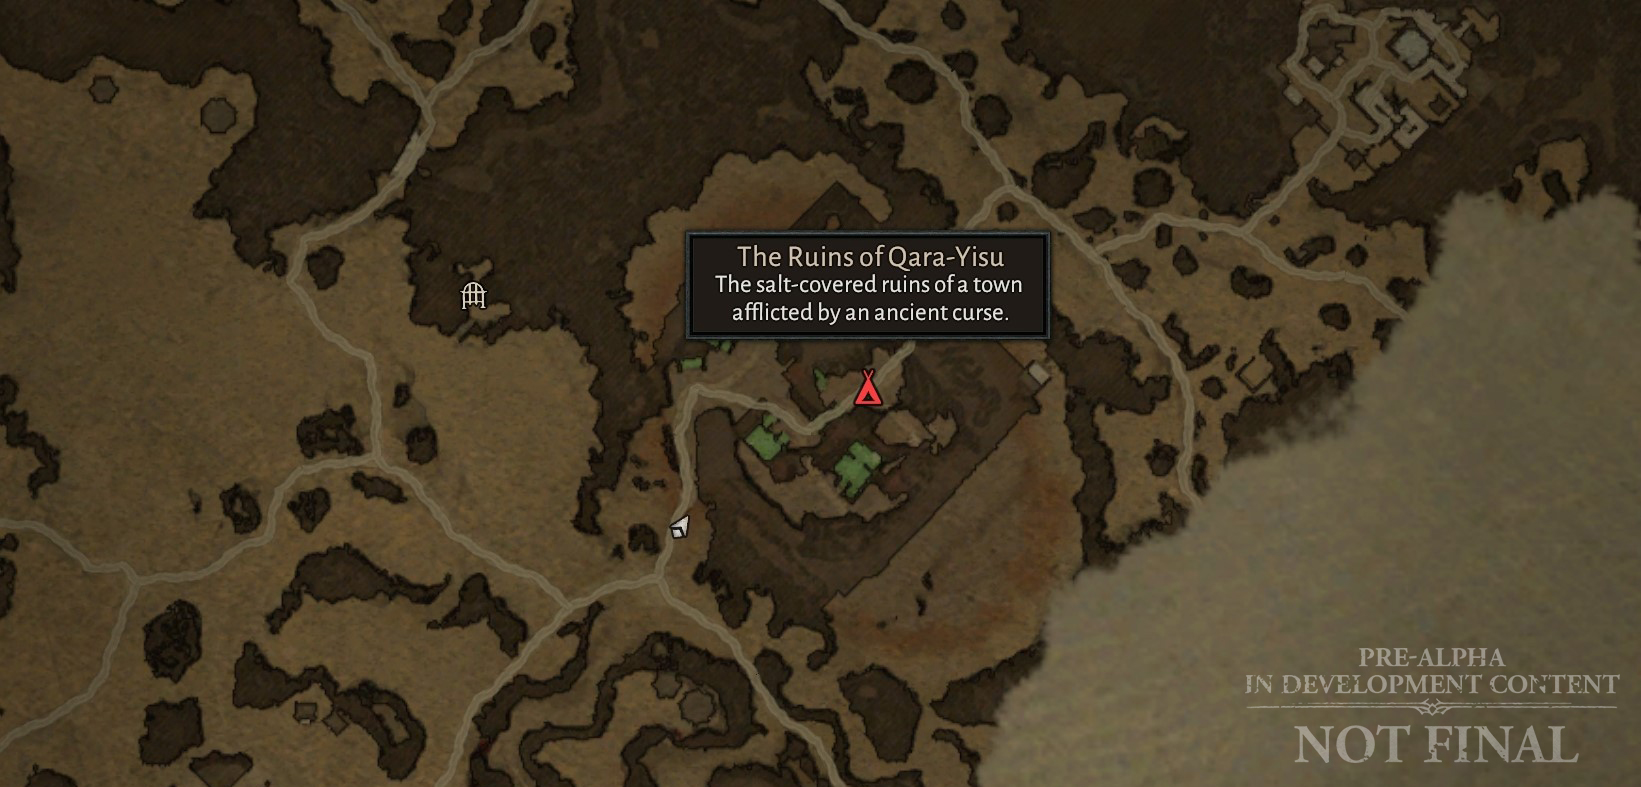 The Ruins of Qara-Yisu
The salt-covered ruins of a town
afflicted by an ancient curse.
PRE-ALPHA
IN DEVELOPMENT CONTENT
NOT FINAL